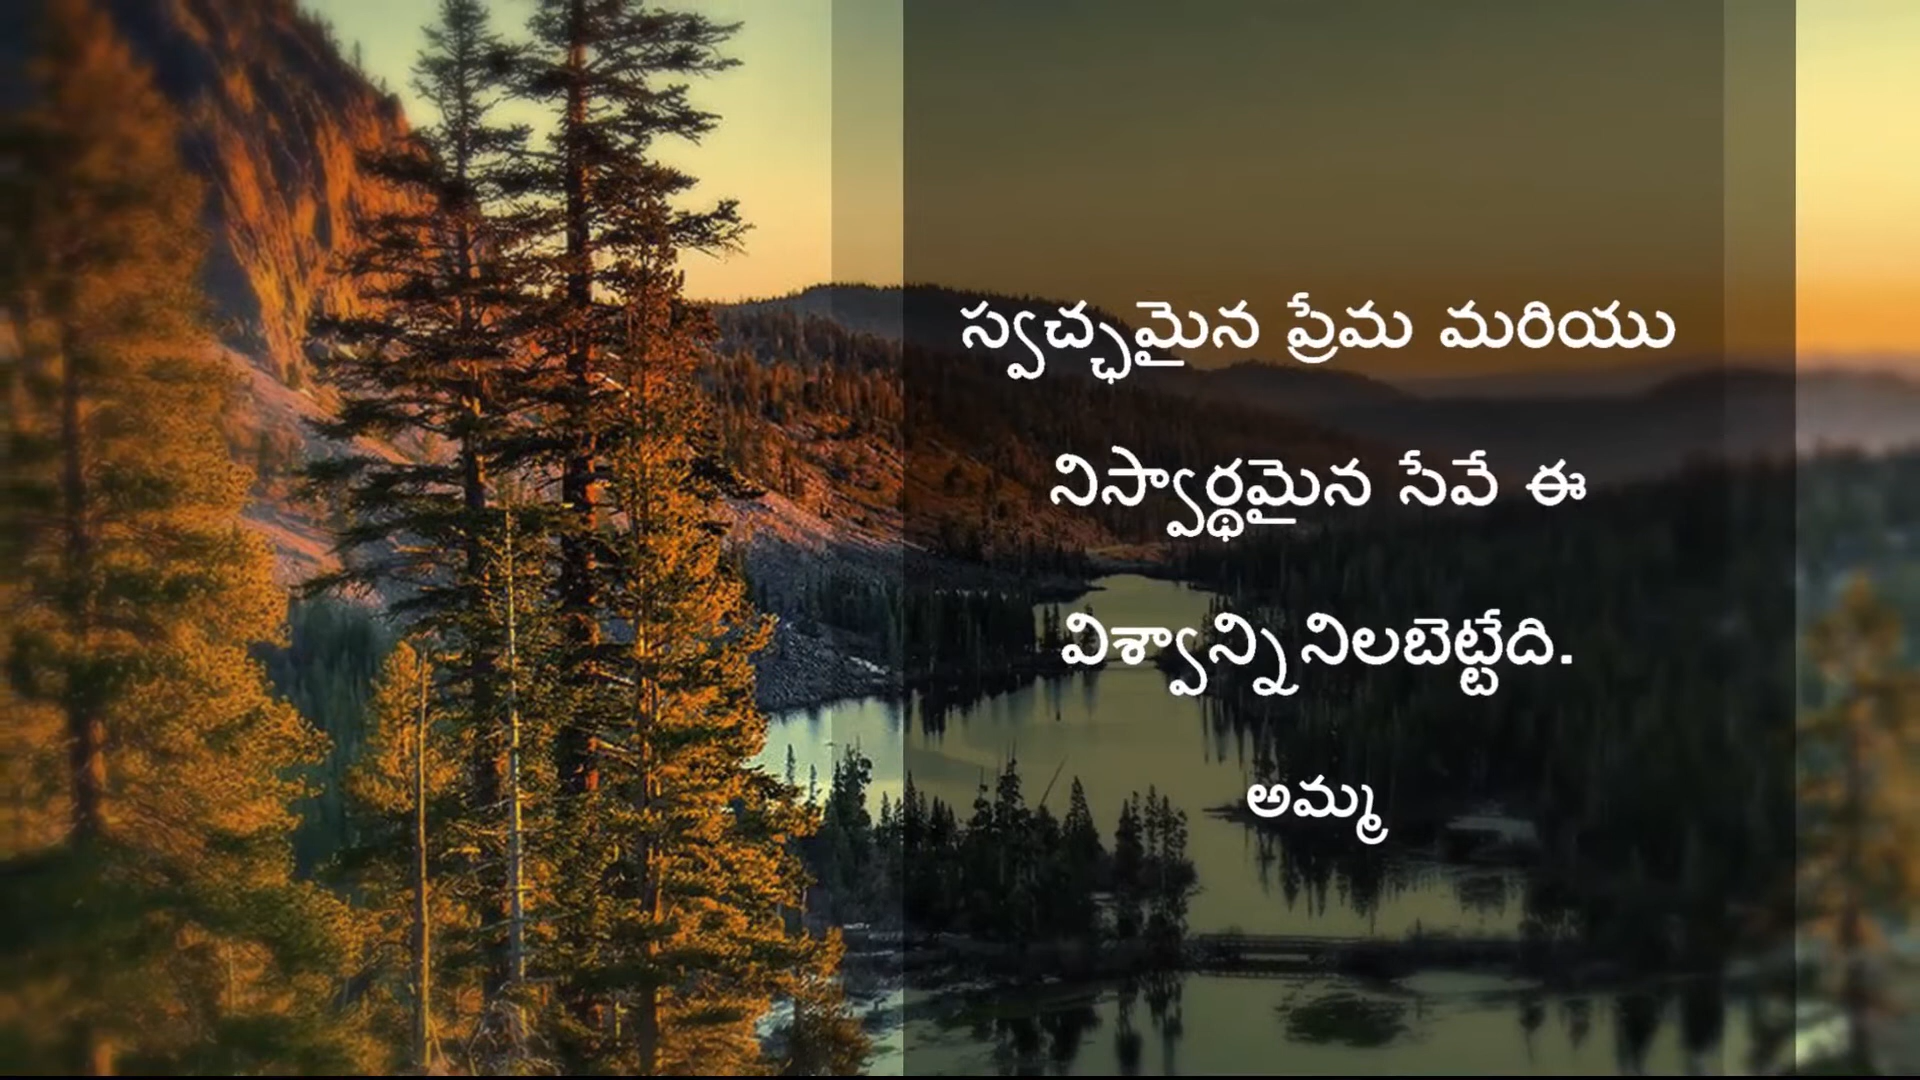 స్వచ్ఛమైన ప్రేమ మరియు
నిస్వార్థమైన సేవే ఈ
విశ్వాన్ని నిలబెట్టేది.
అమ్మ